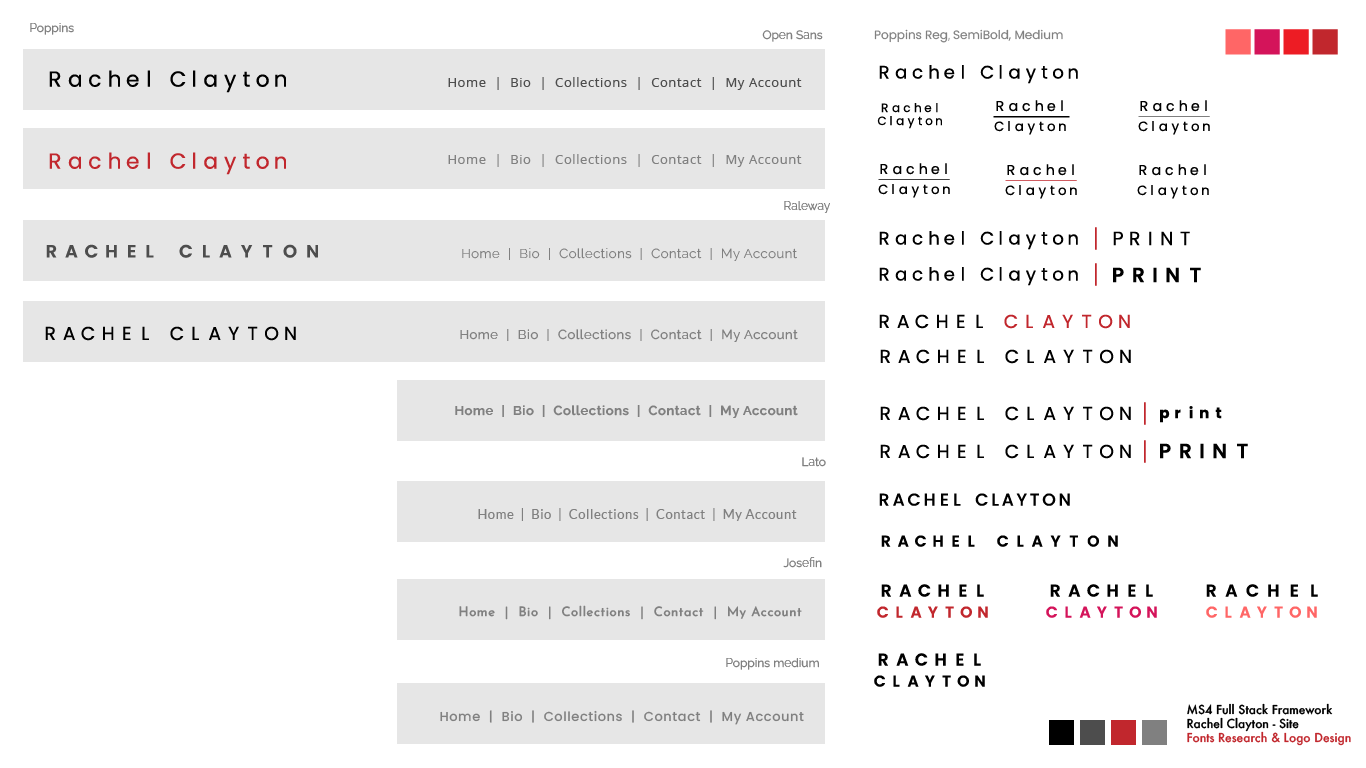 Poppins
Open Sans
Rachel Clayton
Home | Bio | Collections | Contact | My Account
Rachel Clayton
Home | Bio | Collections | Contact | My Account
Raleway
RACHEL CLAYTON
Home | Bio | Collections | Contact | My Account
RACHEL CLAYTON
Home | Bio | Collections | Contact | My Account
Home | Bio | Collections | Contact | My Account
Lato
Home | Bio | Collections | Contact | My Account
Josefin
Home | Bio | Collections | Contact | My Account
Poppins medium
Home | Bio | Collections | Contact | My Account
Poppins Reg, SemiBold, Medium
Rachel Clayton
Rachel
Clayton
Rachel
Clayton
Rachel
Clayton
Rachel
Clayton
Rachel
Clayton
Rachel
Clayton
Rachel Clayton | PRINT
Rachel Clayton | PRINT
RACHEL CLAYTON
RACHEL CLAYTON
RACHEL CLAYTON | print
RACHEL CLAYTON | PRINT
RACHEL CLAYTON
RACHEL CLAYTON
RACHEL
CLAYTON
RACHEL
CLAYTON
RACHEL
CLAYTON
RACHEL
CLAYTON
MS4 Full Stack Framework
Rachel Clayton - Site
Fonts Research & Logo Design